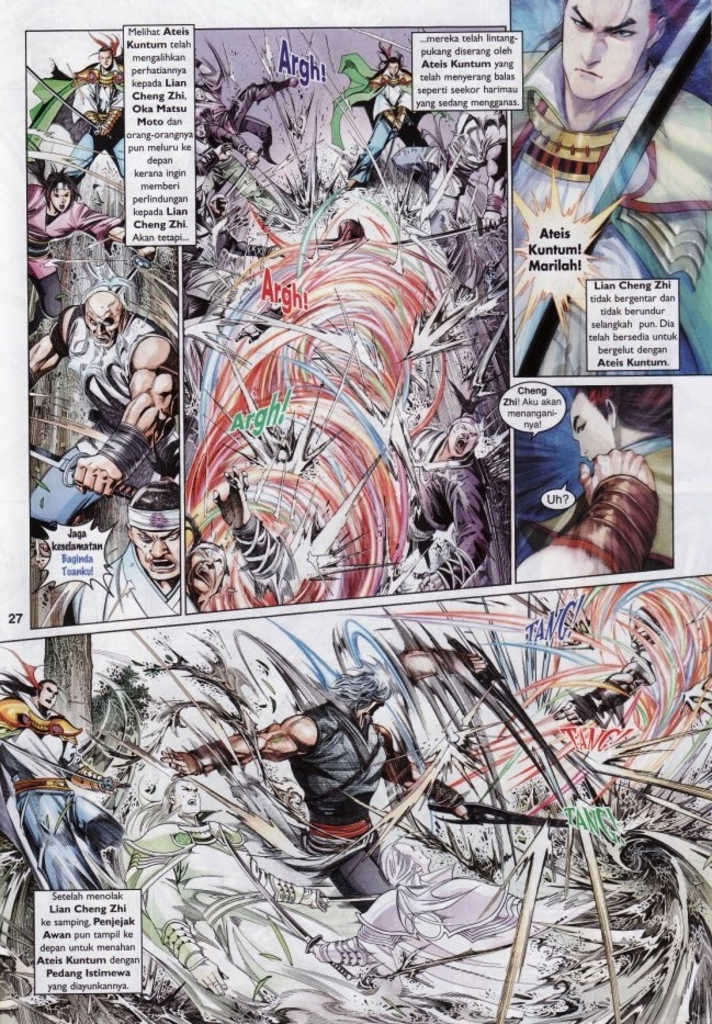 Melihat Ateis
Kuntum telah
mengalihkan
perhatiannya
kepada Lian
Cheng Zhi,
Oka Matsu
Moto dan
orang-orangnya
meluru ke
depan
kerana ingin
memberi
perlindungan
kepada Lian
Cheng Zhi.
Akan tetapi...
Argh!
...mereka telah lintang-
pukang diserang oleh
Ateis Kuntum yang
telah menyerang balas
seperti seekor harimau
yang sedang mengganas.
Argh!
Argh!
Jaga
keselamatan
Baginda
Tuanku!
Ateis
Kuntum!
Marilah!
Lian Cheng Zhi
tidak bergentar dan
tidak berundur
selangkah pun. Dia
telah bersedia untuk
bergelut dengan
Ateis Kuntum.
Cheng
Zhi! Aku akan
menangani-
nya!
Uh?
27
TANG!
TANG!
TANG!
Setelah menolak
Lian Cheng Zhi
ke samping, Penjejak
Awan pun tampil ke
depan untuk menahan
Ateis Kuntum dengan
Pedang Istimewa
yang diayunkannya.